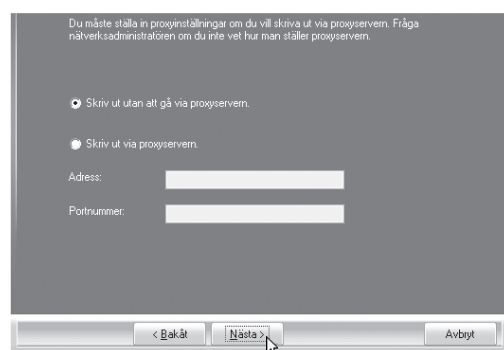 Du måste ställa in proxyinställningar om du vill skriva ut via proxyservern. Fråga
nätverksadministratören om du inte vet hur man ställer proxyservern.
Skriv ut utan att gå via proxyservern.
Skriv ut via proxyservern.
Adress:
Portnummer:
< Bakåt
Nästa >
Avbryt